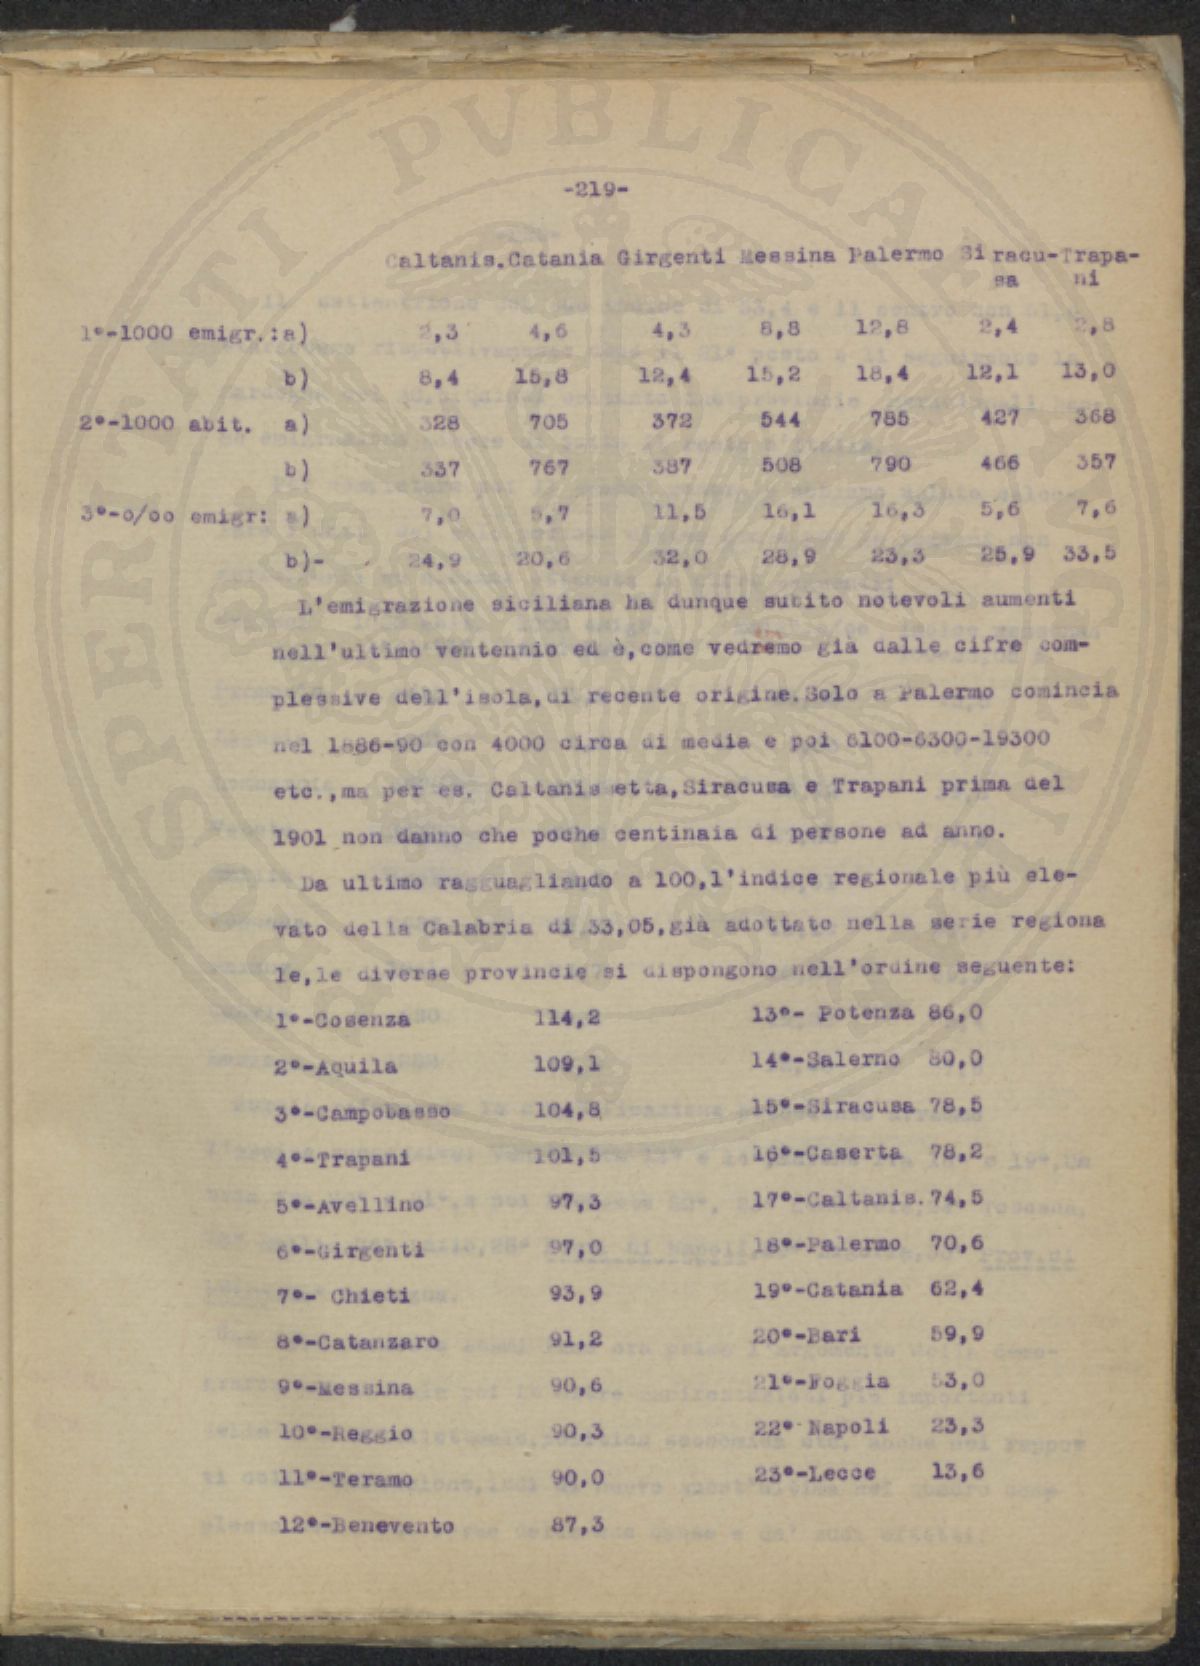 -219-
Caltanis. Catania Girgenti Messina Palermo Siracu- Trapa-
sa ni
1°-1000 emigr.: a) 2,3 4,6 4,3 8,8 12,8 2,4 2,8
b) 8,4 15,8 12,4 15,2 18,4 12,1 13,0
2°-1000 abit. a) 328 705 372 544 785 427 368
b) 337 767 387 508 790 466 357
3°-o/oo emigr: a) 7,0 5,7 11,5 16,1 16,3 5,6 7,6
b)- 24,9 20,6 32,0 28,9 23,3 25,9 33,5
L'emigrazione siciliana ha dunque subito notevoli aumenti
nell'ultimo ventennio ed è,come vedremo già dalle cifre com-
plessive dell'isola,di recente origine.Solo a Palermo comincia
nel 1886-90 con 4000 circa di media e poi 6100-6300-19300
etc.,ma per es. Caltanis etta,Siracusa e Trapani prima del
1901 non danno che poche centinaia di persone ad anno.
Da ultimo ragguagliando a 100,l'indice regionale più ele-
vato della Calabria di 33,05,già adottato nella serie regiona
le,le diverse provincie si dispongono nell'ordine seguente:
1°-Cosenza 114,2 13°- Potenza 86,0
2°-Aquila 109,1 14°-Salerno 80,0
3°-Campobasso 104,8 15°-Siracusa 78,5
4°-Trapani 101,5 16°-Caserta 78,2
5°-Avellino 97,3 17°-Caltanis. 74,5
6°-Girgenti 97,0 18°-Palermo 70,6
7°- Chieti 93,9 19°-Catania 62,4
8°-Catanzaro 91,2 20°-Bari 59,9
9°-Messina 90,6 21°-Foggia 53,0
10°-Reggio 90,3 22° Napoli 23,3
11°-Teramo 90,0 23°-Lecce 13,6
12°-Benevento 87,3